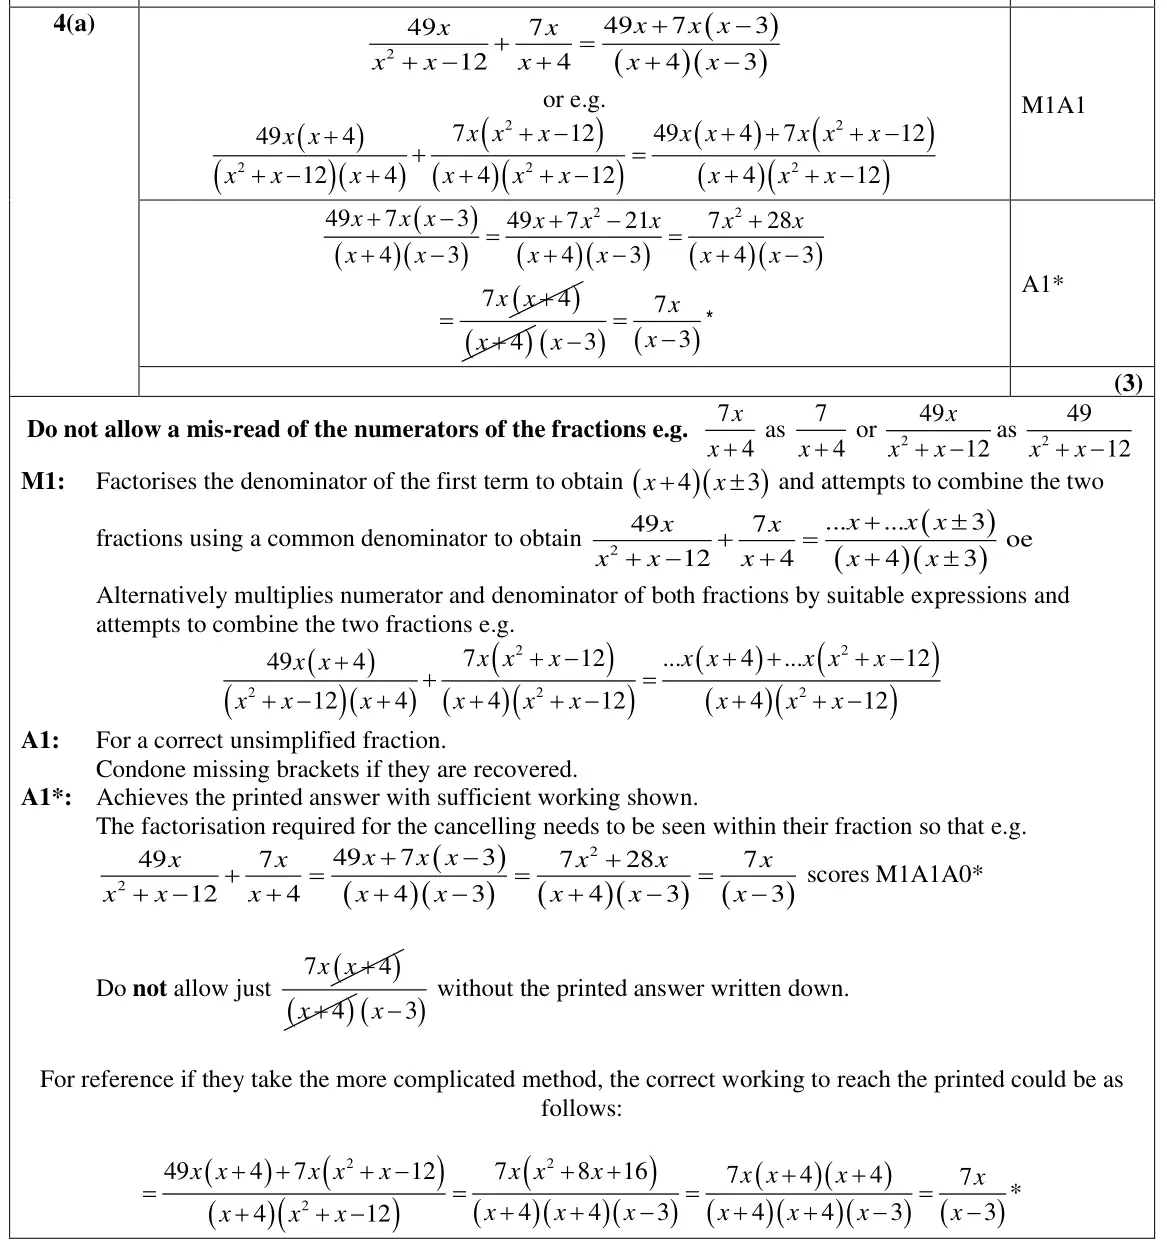 4(a)
49x/(x² + x − 12) + 7x/(x + 4) = (49x + 7x(x − 3))/((x + 4)(x − 3))
or e.g.
49x(x + 4)/((x² + x − 12)(x + 4)) + 7x(x² + x − 12)/((x + 4)(x² + x − 12)) = (49x(x + 4) + 7x(x² + x − 12))/((x + 4)(x² + x − 12))
M1A1
(49x + 7x(x − 3))/((x + 4)(x − 3)) = (49x + 7x² − 21x)/((x + 4)(x − 3)) = (7x² + 28x)/((x + 4)(x − 3))
= 7x(x + 4)/((x + 4)(x − 3)) = 7x/(x − 3) *
A1*
(3)
Do not allow a mis-read of the numerators of the fractions e.g. 7x/(x + 4) as 7/(x + 4) or 49x/(x² + x − 12) as 49/(x² + x − 12)
M1: Factorises the denominator of the first term to obtain (x + 4)(x ± 3) and attempts to combine the two
fractions using a common denominator to obtain 49x/(x² + x − 12) + 7x/(x + 4) = (...x + ...x(x ± 3))/((x + 4)(x ± 3)) oe
Alternatively multiplies numerator and denominator of both fractions by suitable expressions and
attempts to combine the two fractions e.g.
49x(x + 4)/((x² + x − 12)(x + 4)) + 7x(x² + x − 12)/((x + 4)(x² + x − 12)) = (...x(x + 4) + ...x(x² + x − 12))/((x + 4)(x² + x − 12))
A1: For a correct unsimplified fraction.
Condone missing brackets if they are recovered.
A1*: Achieves the printed answer with sufficient working shown.
The factorisation required for the cancelling needs to be seen within their fraction so that e.g.
49x/(x² + x − 12) + 7x/(x + 4) = (49x + 7x(x − 3))/((x + 4)(x − 3)) = (7x² + 28x)/((x + 4)(x − 3)) = 7x/(x − 3) scores M1A1A0*
Do not allow just 7x(x + 4)/((x + 4)(x − 3)) without the printed answer written down.
For reference if they take the more complicated method, the correct working to reach the printed could be as
follows:
= (49x(x + 4) + 7x(x² + x − 12))/((x + 4)(x² + x − 12)) = 7x(x² + 8x + 16)/((x + 4)(x + 4)(x − 3)) = 7x(x + 4)(x + 4)/((x + 4)(x + 4)(x − 3)) = 7x/(x − 3) *